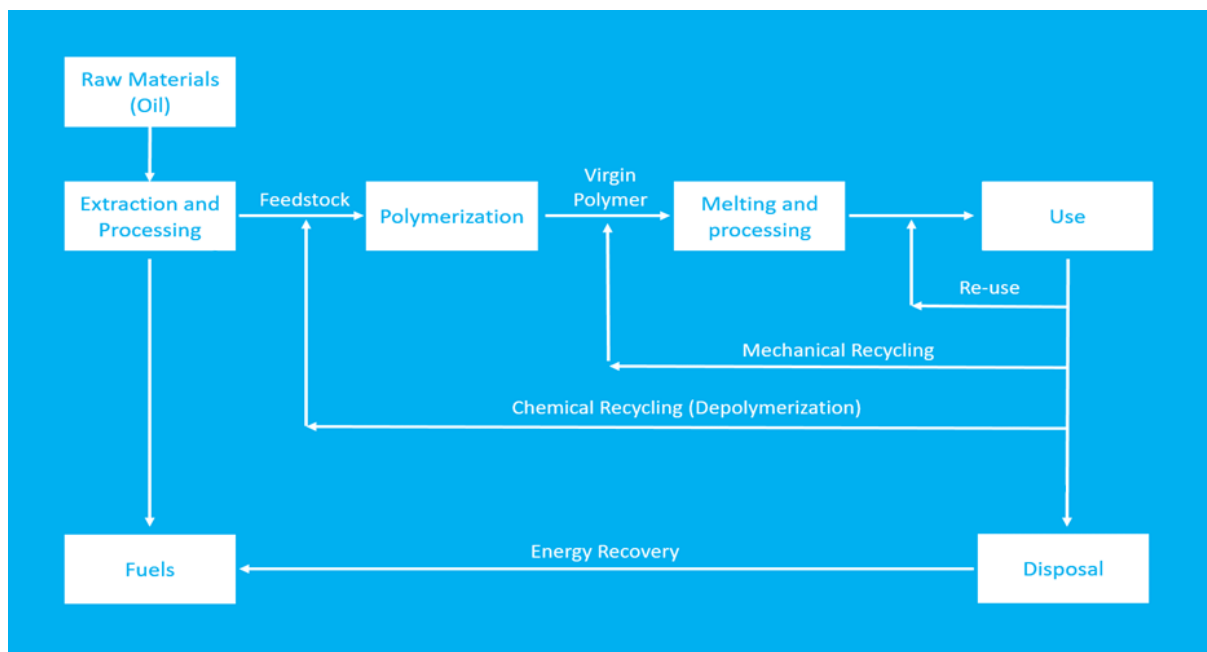 Raw Materials
(Oil)
Extraction and
Processing
Feedstock
Polymerization
Virgin
Polymer
Melting and
processing
Use
Re-use
Mechanical Recycling
Chemical Recycling (Depolymerization)
Fuels
Energy Recovery
Disposal